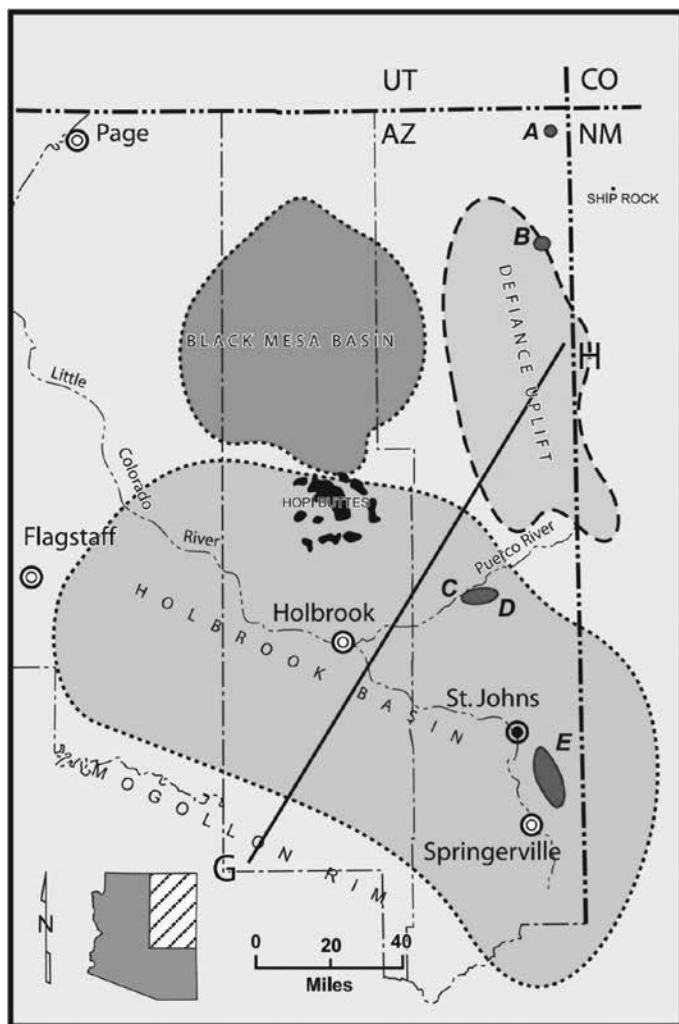 UT
CO
Page
AZ
A
NM
SHIP ROCK
B
DEFIANCE UPLIFT
BLACK MESA BASIN
H
Little
Colorado
River
HOPI BUTTES
Flagstaff
Puerco River
C
D
Holbrook
HOLBROOK BASIN
St. Johns
E
Springerville
MOGOLLON RIM
G
N
0 20 40
Miles